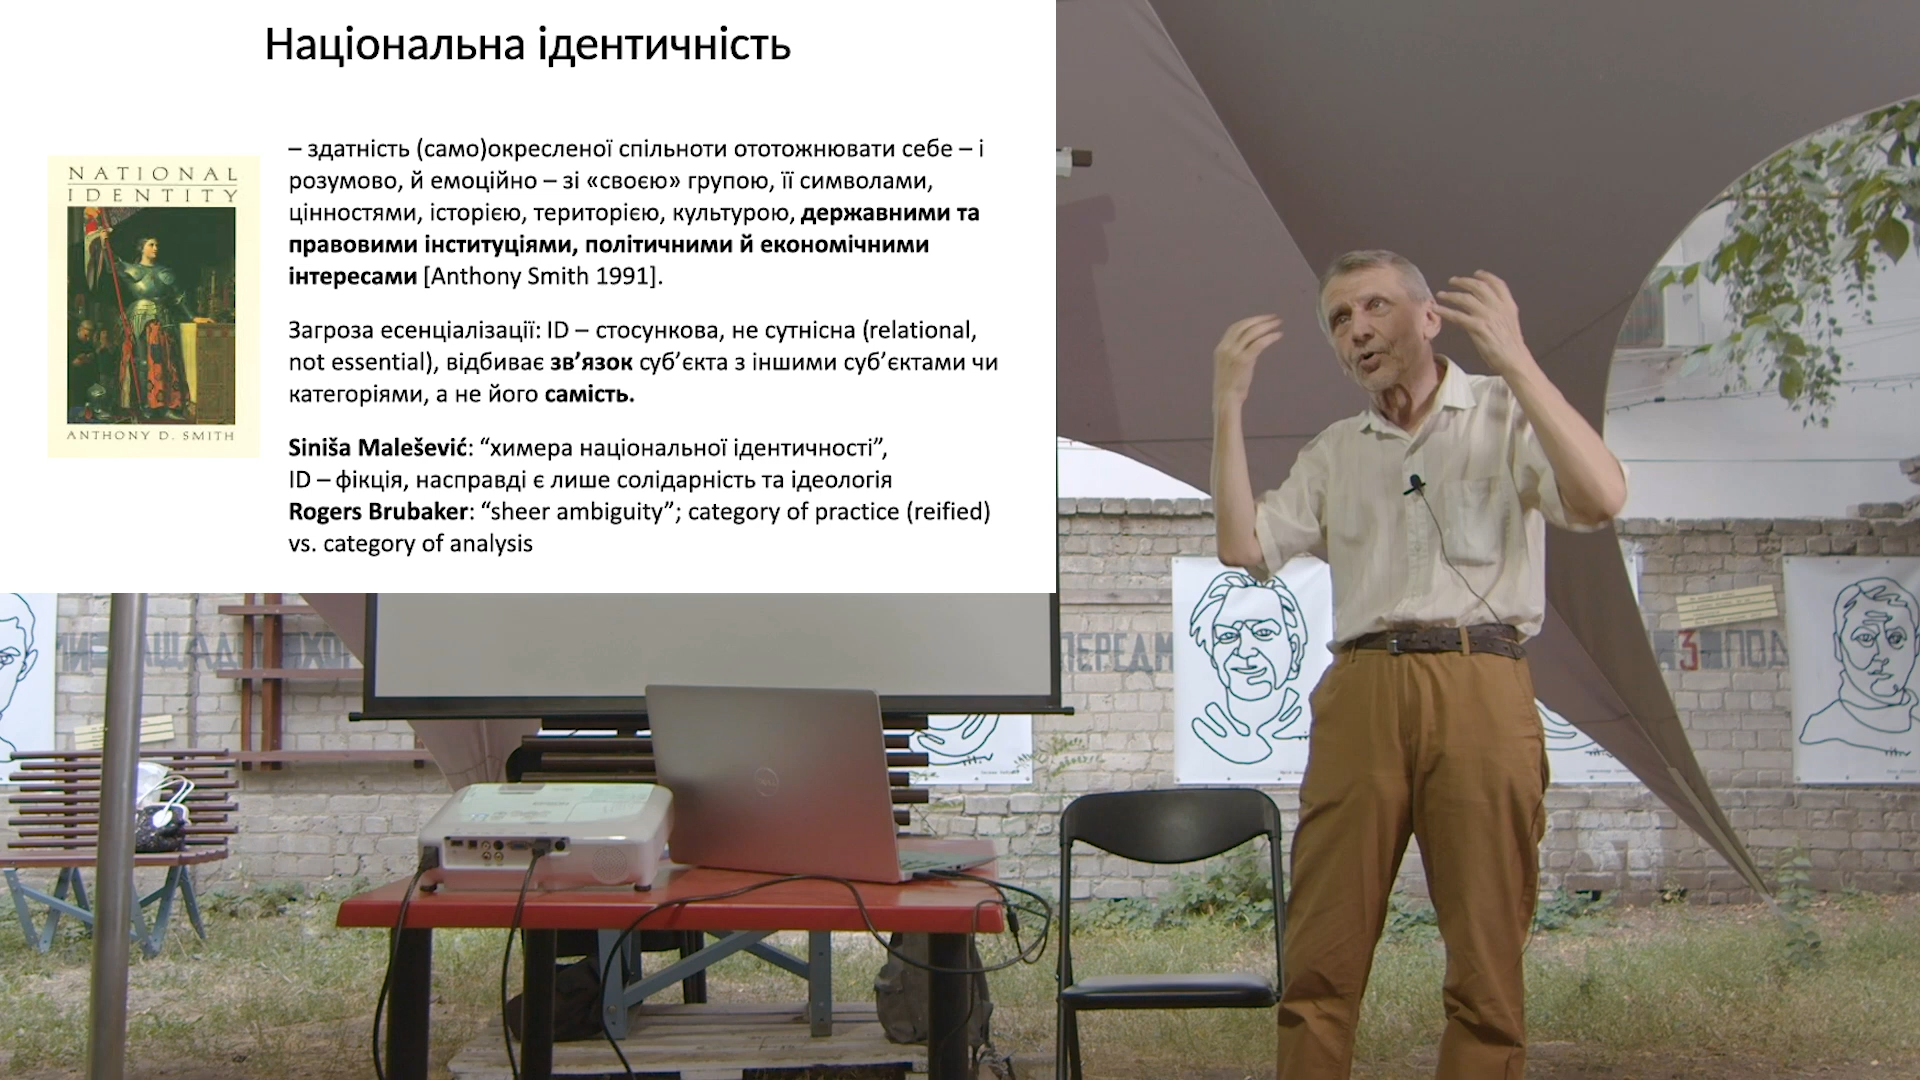 Національна ідентичність
NATIONAL
IDENTITY
ANTHONY D. SMITH
– здатність (само)окресленої спільноти ототожнювати себе – і
розумово, й емоційно – зі «своєю» групою, її символами,
цінностями, історією, територією, культурою, державними та
правовими інституціями, політичними й економічними
інтересами [Anthony Smith 1991].
Загроза есенціалізації: ID – стосункова, не сутнісна (relational,
not essential), відбиває зв’язок суб’єкта з іншими суб’єктами чи
категоріями, а не його самість.
Siniša Malešević: “химера національної ідентичності”,
ID – фікція, насправді є лише солідарність та ідеологія
Rogers Brubaker: “sheer ambiguity”; category of practice (reified)
vs. category of analysis
DELL